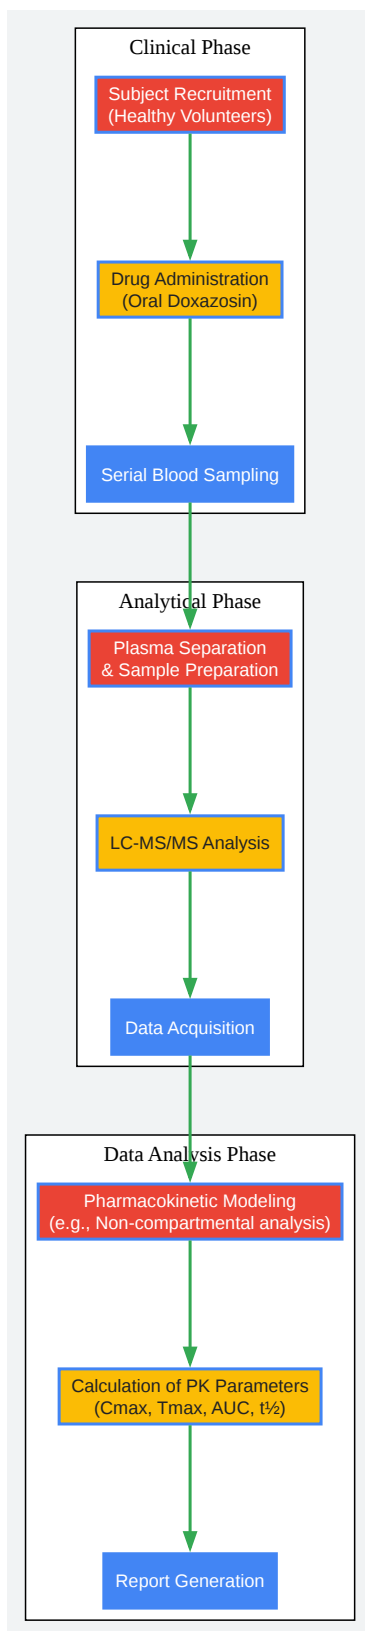 Clinical Phase
Subject Recruitment
(Healthy Volunteers)
Drug Administration
(Oral Doxazosin)
Serial Blood Sampling
Analytical Phase
Plasma Separation
& Sample Preparation
LC-MS/MS Analysis
Data Acquisition
Data Analysis Phase
Pharmacokinetic Modeling
(e.g., Non-compartmental analysis)
Calculation of PK Parameters
(Cmax, Tmax, AUC, t½)
Report Generation